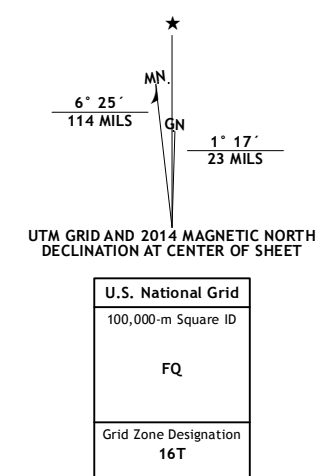 ★
MN.
6° 25´
114 MILS
GN
1° 17´
23 MILS
UTM GRID AND 2014 MAGNETIC NORTH
DECLINATION AT CENTER OF SHEET
U.S. National Grid
100,000-m Square ID
FQ
Grid Zone Designation
16T